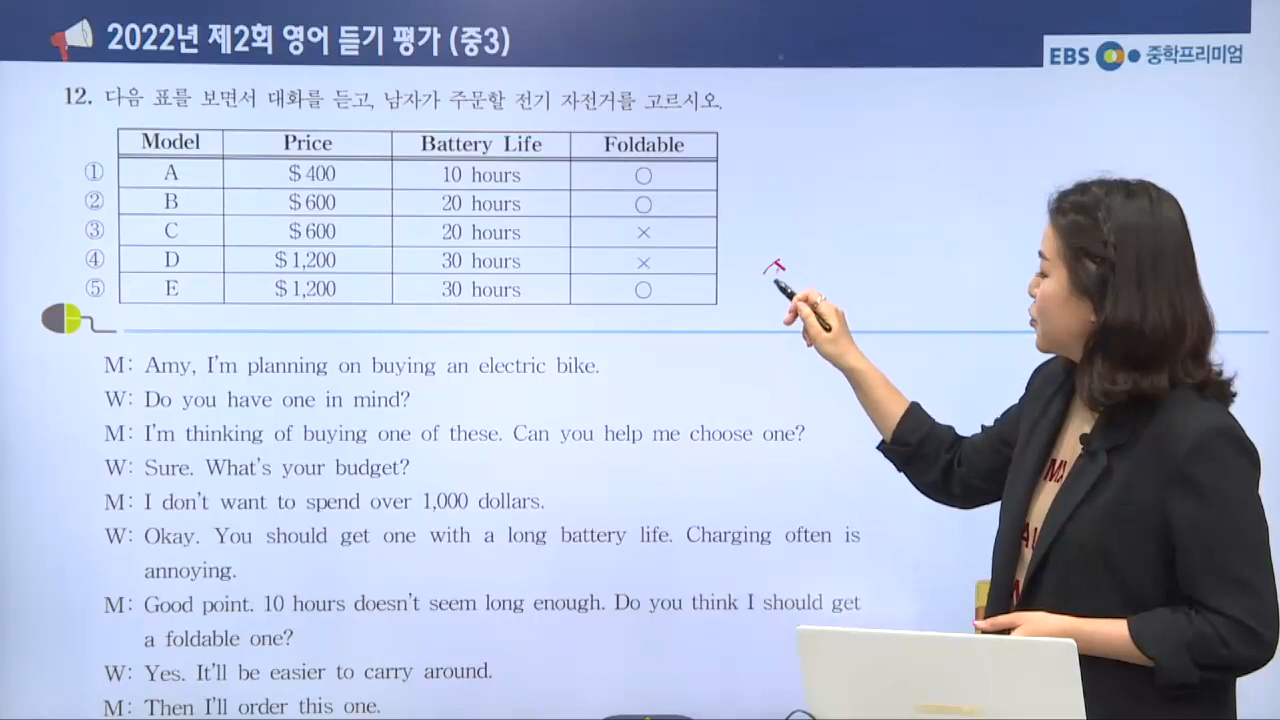 2022년 제2회 영어 듣기 평가 (중3)
EBS 중학프리미엄
12. 다음 표를 보면서 대화를 듣고, 남자가 주문할 전기 자전거를 고르시오.
Model Price Battery Life Foldable
① A $400 10 hours ○
② B $600 20 hours ○
③ C $600 20 hours ×
④ D $1,200 30 hours ×
⑤ E $1,200 30 hours ○
M: Amy, I'm planning on buying an electric bike.
W: Do you have one in mind?
M: I'm thinking of buying one of these. Can you help me choose one?
W: Sure. What's your budget?
M: I don't want to spend over 1,000 dollars.
W: Okay. You should get one with a long battery life. Charging often is
annoying.
M: Good point. 10 hours doesn't seem long enough. Do you think I should get
a foldable one?
W: Yes. It'll be easier to carry around.
M: Then I'll order this one.